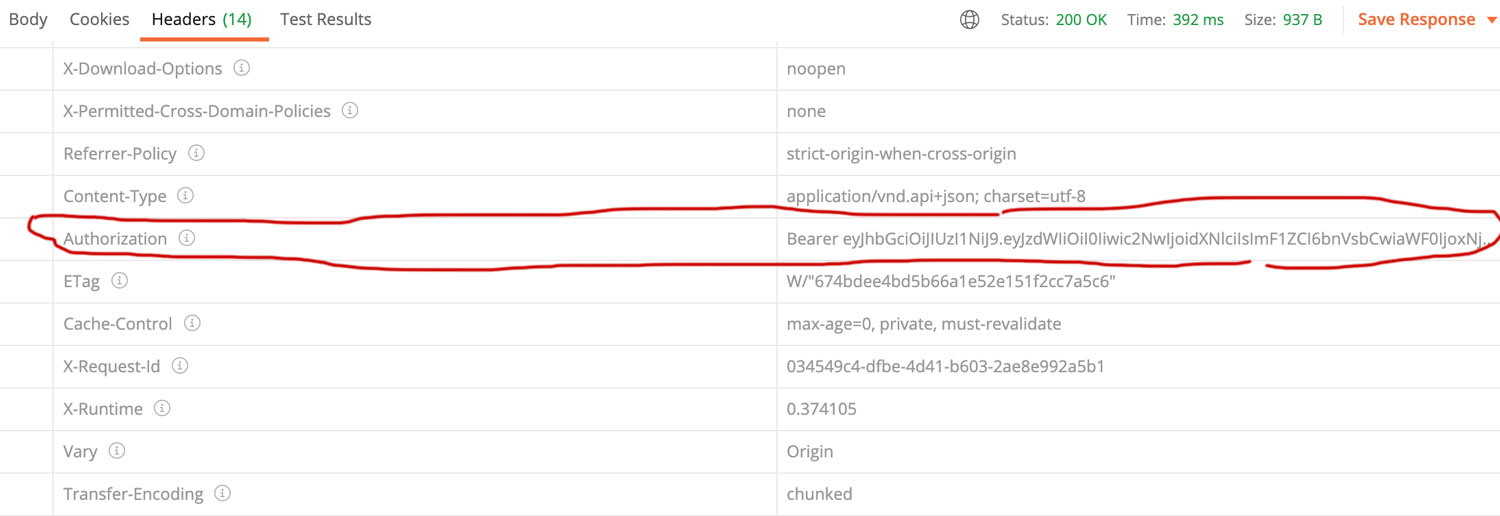 Body Cookies Headers (14) Test Results Status: 200 OK Time: 392 ms Size: 937 B Save Response
X-Download-Options noopen
X-Permitted-Cross-Domain-Policies none
Referrer-Policy strict-origin-when-cross-origin
Content-Type application/vnd.api+json; charset=utf-8
Authorization Bearer eyJhbGciOiJIUzI1NiJ9.eyJzdWIiOiI0Iiwic2NwIjoidXNlciIsImF1ZCI6bnVsbCwiaWF0IjoxNj...
ETag W/"674bdee4bd5b66a1e52e151f2cc7a5c6"
Cache-Control max-age=0, private, must-revalidate
X-Request-Id 034549c4-dfbe-4d41-b603-2ae8e992a5b1
X-Runtime 0.374105
Vary Origin
Transfer-Encoding chunked